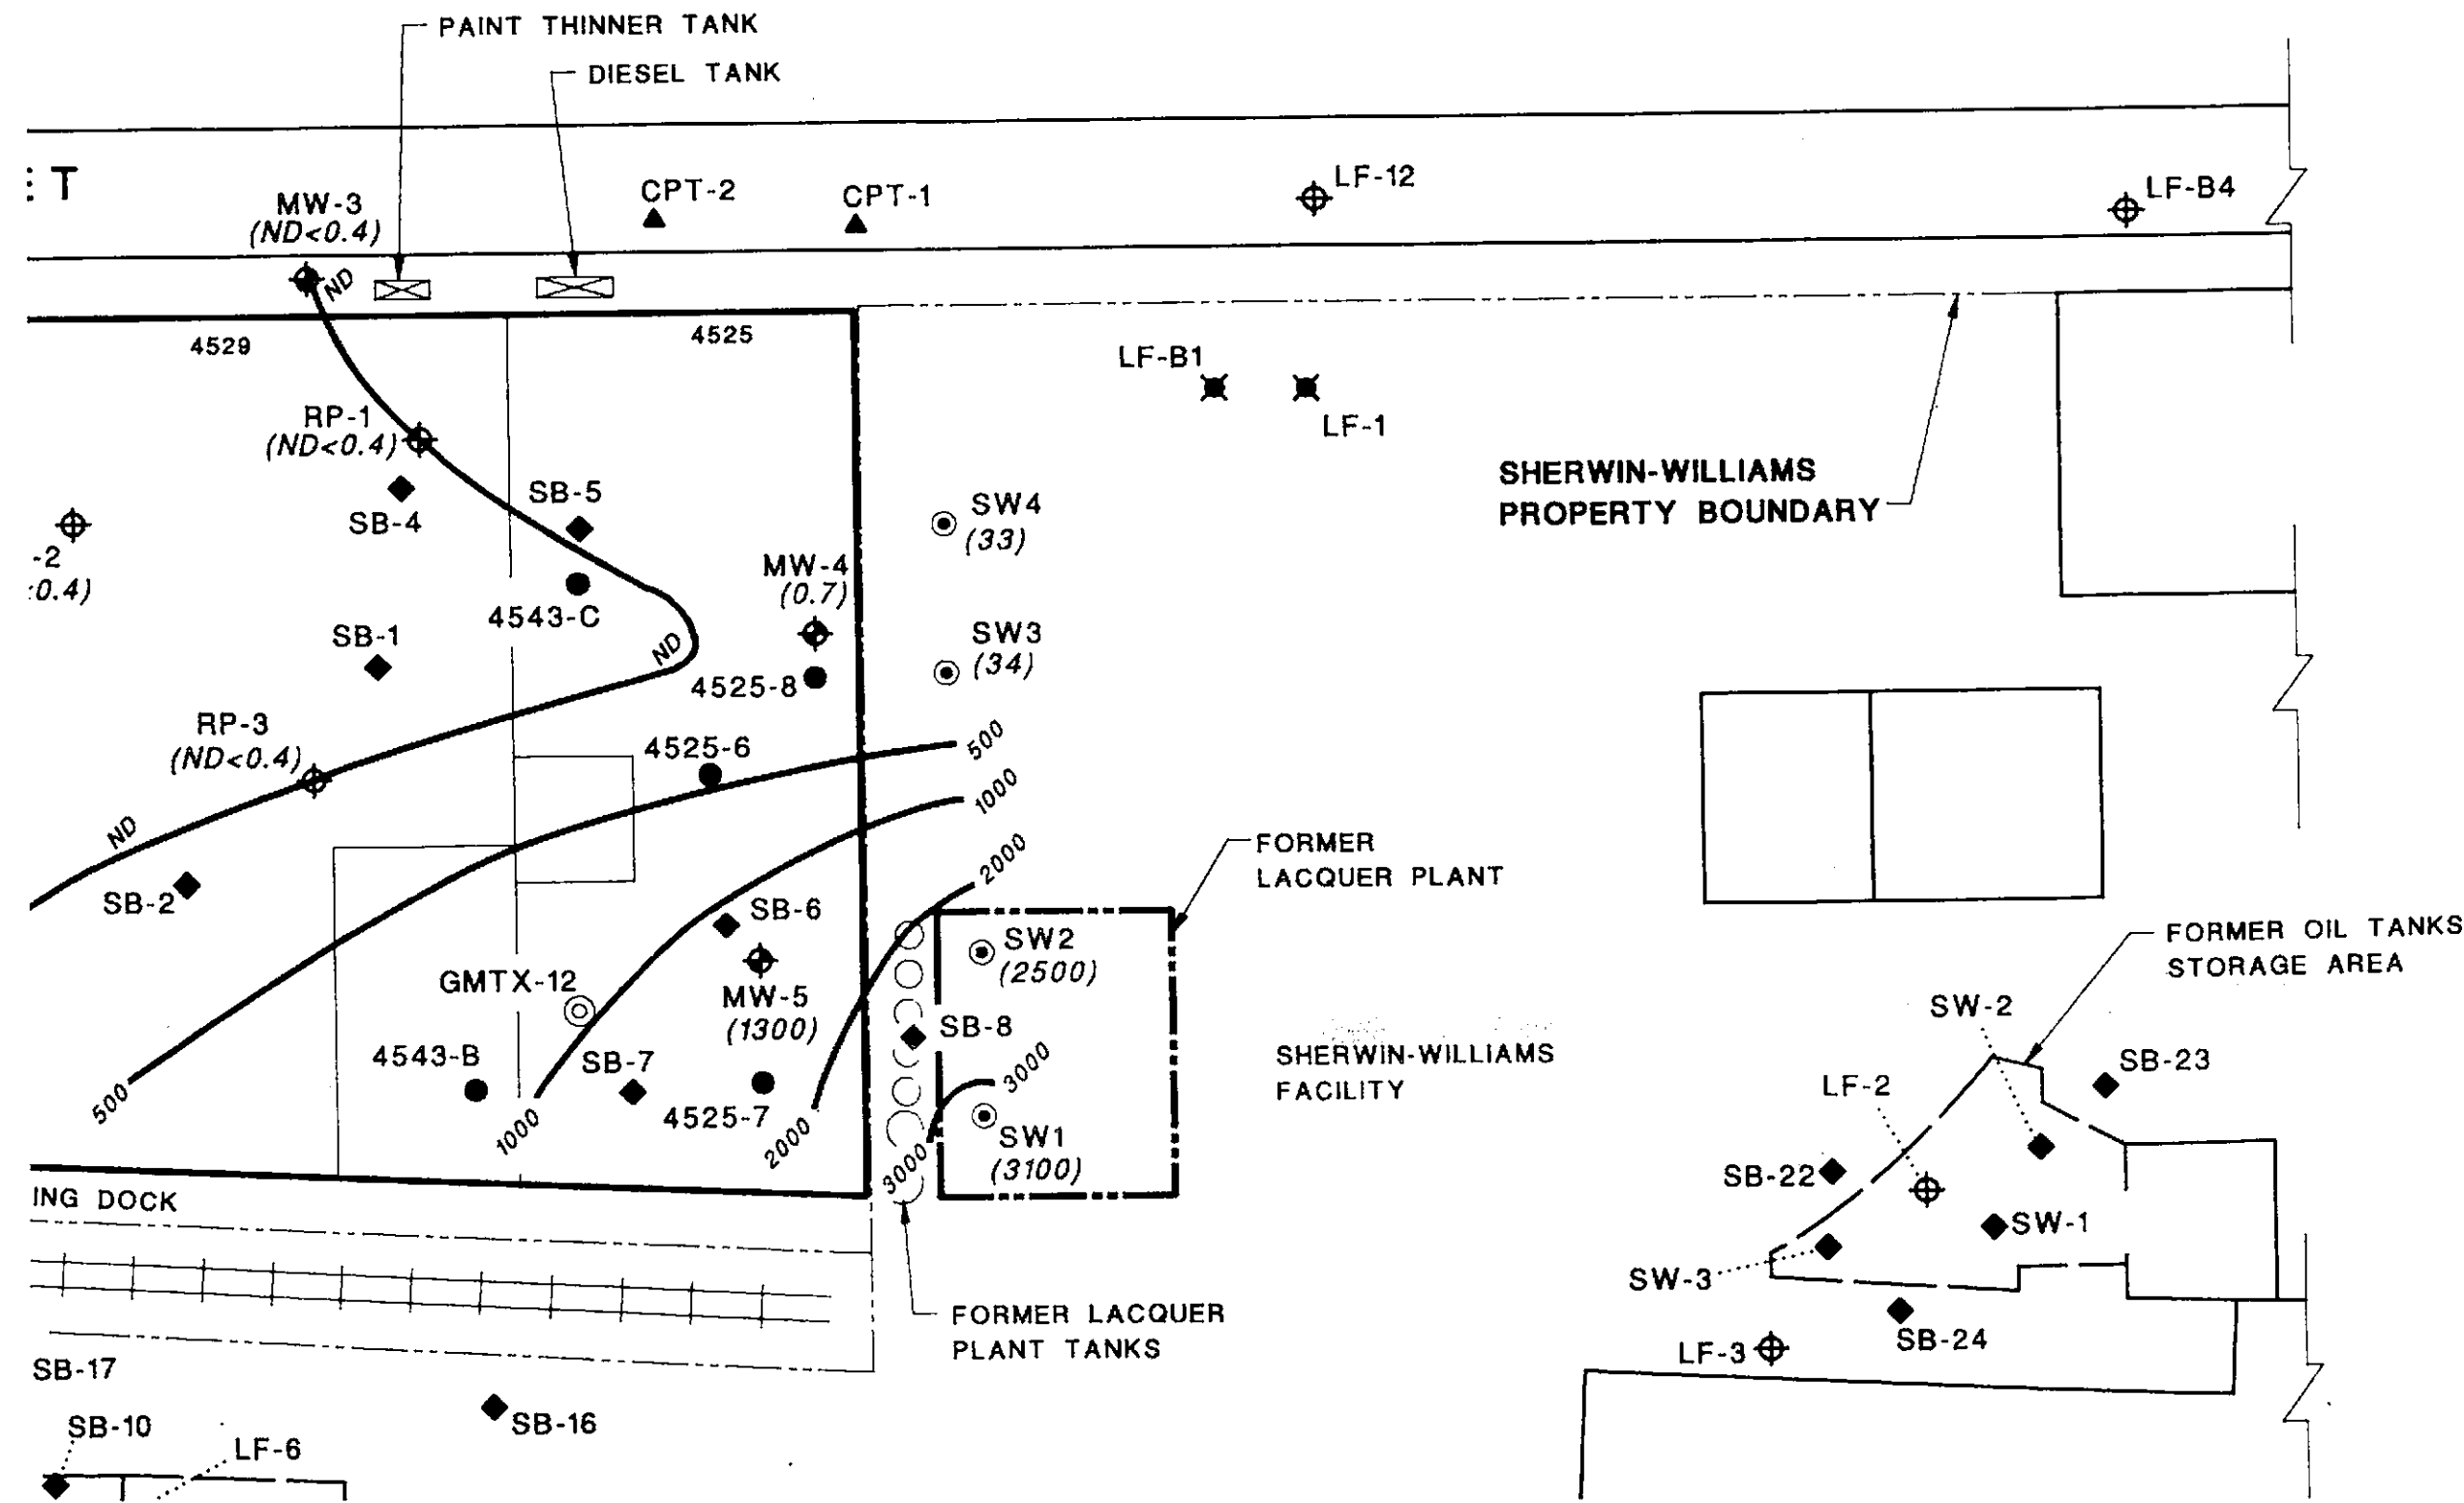 PAINT THINNER TANK
DIESEL TANK
T
MW-3
(ND<0.4)
CPT-2
CPT-1
LF-12
LF-B4
ND
4529
4525
LF-B1
LF-1
RP-1
(ND<0.4)
SB-4
SB-5
SW4
(33)
SHERWIN-WILLIAMS
PROPERTY BOUNDARY
-2
0.4)
4543-C
MW-4
(0.7)
SB-1
ND
SW3
(34)
4525-8
RP-3
(ND<0.4)
4525-6
500
1000
ND
2000
FORMER
LACQUER PLANT
SB-2
SB-6
SW2
(2500)
FORMER OIL TANKS
STORAGE AREA
GMTX-12
MW-5
(1300)
SB-8
SW-2
SHERWIN-WILLIAMS
FACILITY
4543-B
SB-7
3000
SB-23
LF-2
500
1000
4525-7
2000
SW1
(3100)
3000
SB-22
ING DOCK
SW-1
SW-3
FORMER LACQUER
PLANT TANKS
SB-24
LF-3
SB-17
SB-16
SB-10
LF-6